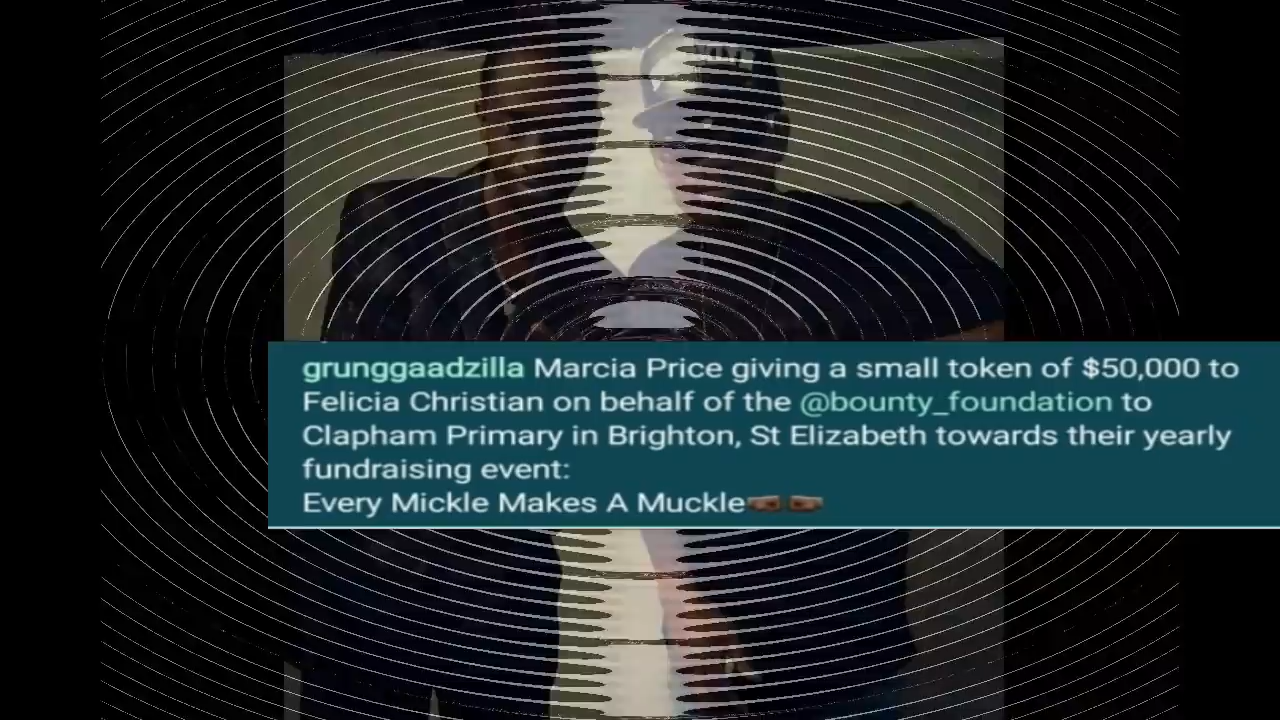 grunggaadzilla Marcia Price giving a small token of $50,000 to
Felicia Christian on behalf of the @bounty_foundation to
Clapham Primary in Brighton, St Elizabeth towards their yearly
fundraising event:
Every Mickle Makes A Muckle